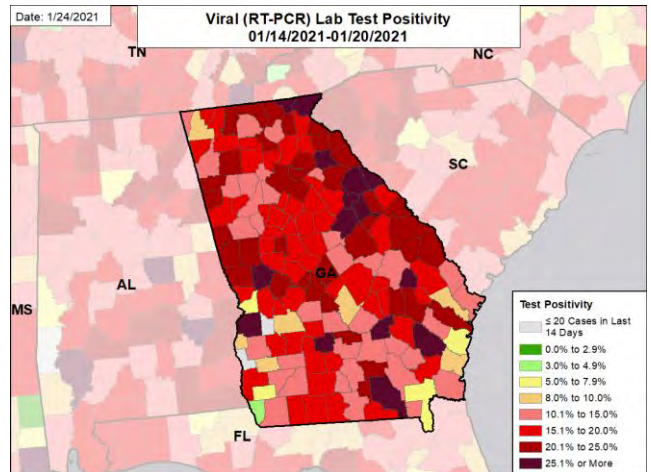 Date: 1/24/2021
Viral (RT-PCR) Lab Test Positivity
01/14/2021-01/20/2021
TN
NC
SC
MS
AL
GA
FL
Test Positivity
≤ 20 Cases in Last
14 Days
0.0% to 2.9%
3.0% to 4.9%
5.0% to 7.9%
8.0% to 10.0%
10.1% to 15.0%
15.1% to 20.0%
20.1% to 25.0%
25.1% or More